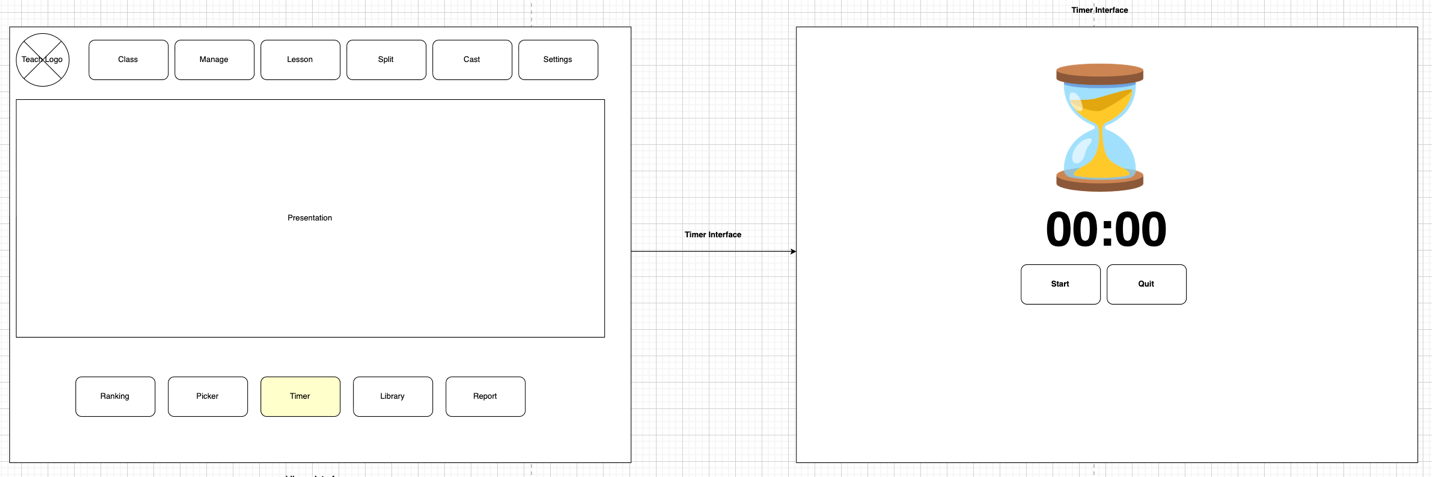 Timer Interface
Teach Logo
Class
Manage
Lesson
Split
Cast
Settings
Presentation
Timer Interface
00:00
Start
Quit
Ranking
Picker
Timer
Library
Report